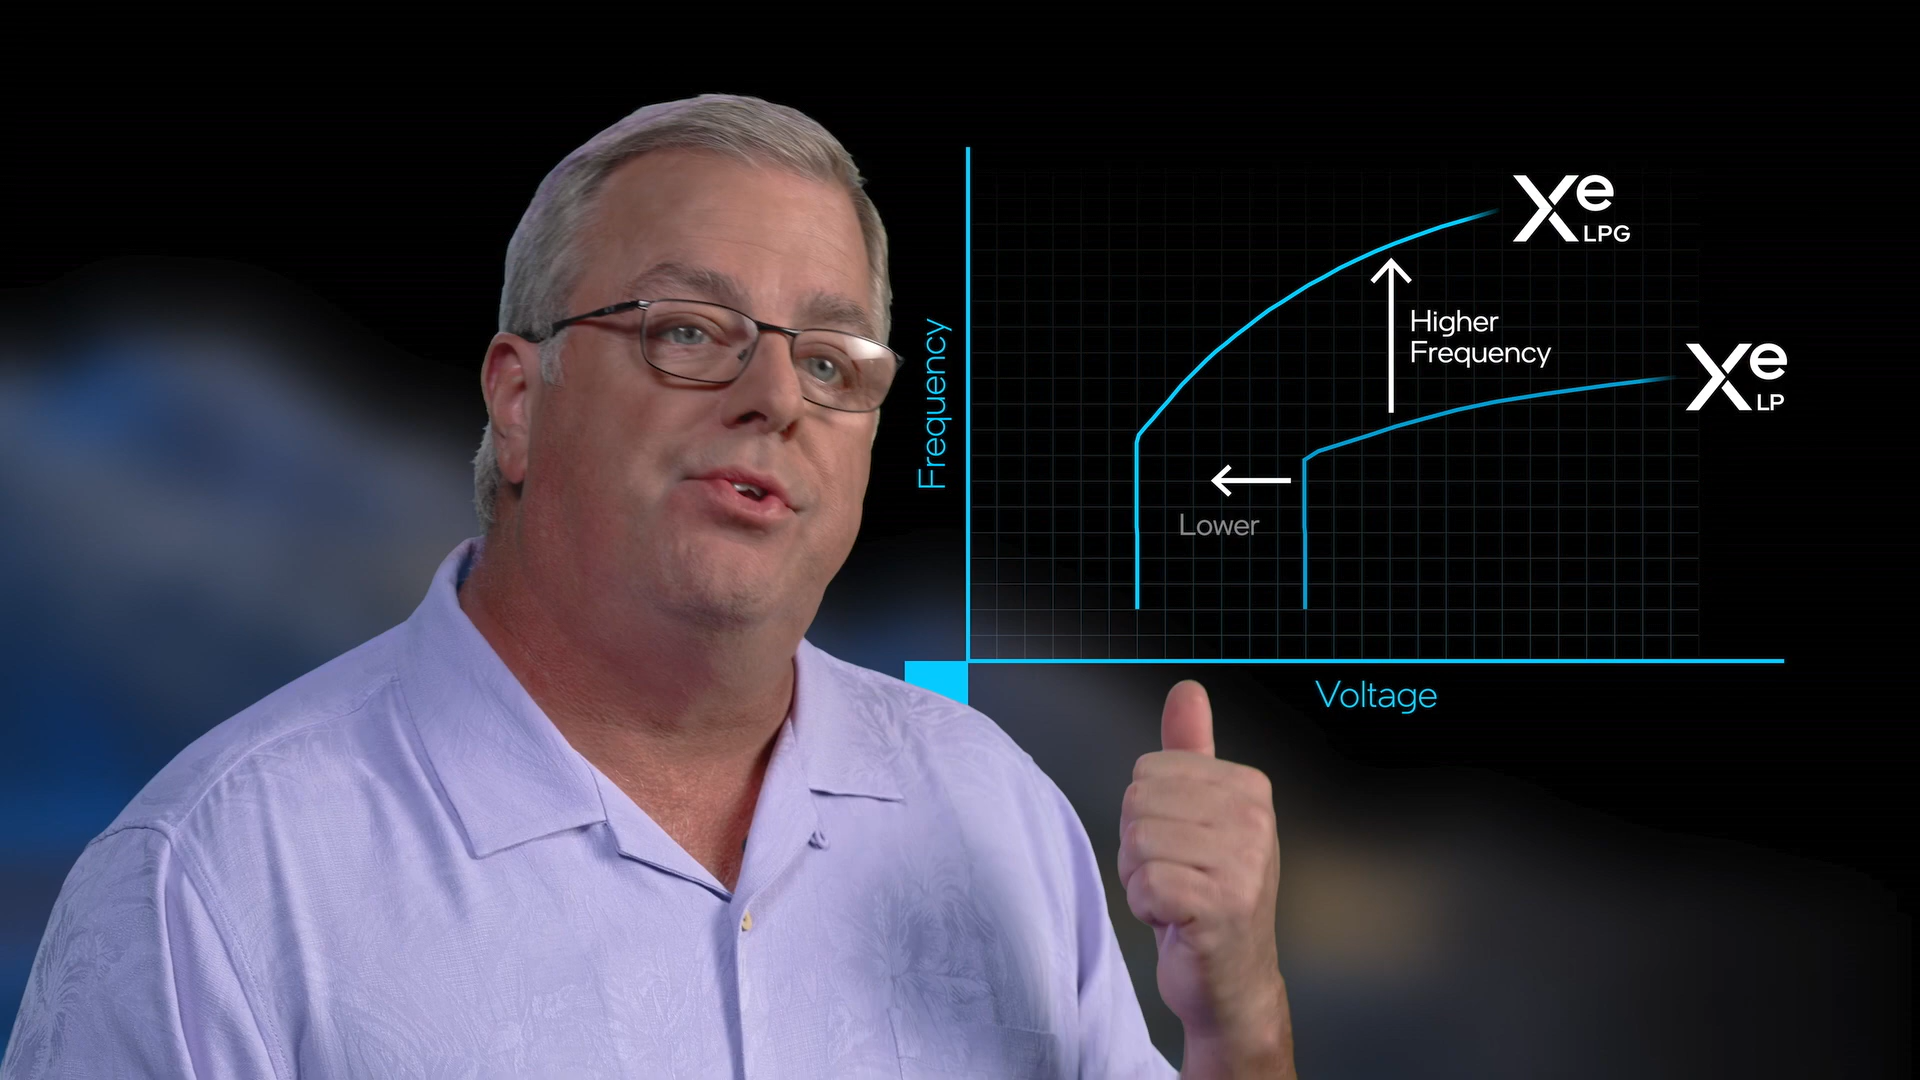 Xe
LPG
Higher
Frequency
Xe
LP
Lower
Frequency
Voltage